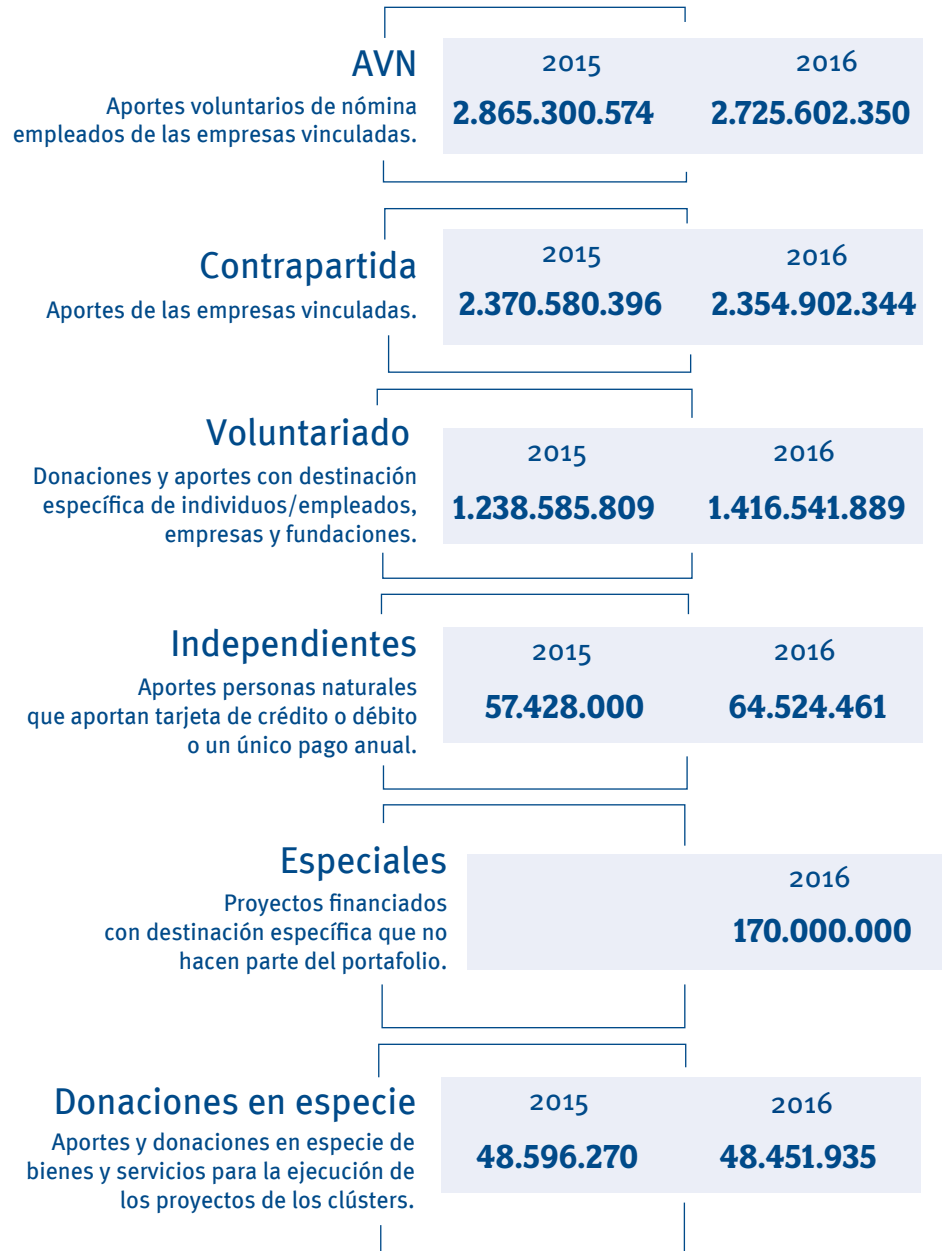 AVN
Aportes voluntarios de nómina
empleados de las empresas vinculadas.
2015 2016
2.865.300.574 2.725.602.350
Contrapartida
Aportes de las empresas vinculadas.
2015 2016
2.370.580.396 2.354.902.344
Voluntariado
Donaciones y aportes con destinación
específica de individuos/empleados,
empresas y fundaciones.
2015 2016
1.238.585.809 1.416.541.889
Independientes
Aportes personas naturales
que aportan tarjeta de crédito o débito
o un único pago anual.
2015 2016
57.428.000 64.524.461
Especiales
Proyectos financiados
con destinación específica que no
hacen parte del portafolio.
2016
170.000.000
Donaciones en especie
Aportes y donaciones en especie de
bienes y servicios para la ejecución de
los proyectos de los clústers.
2015 2016
48.596.270 48.451.935